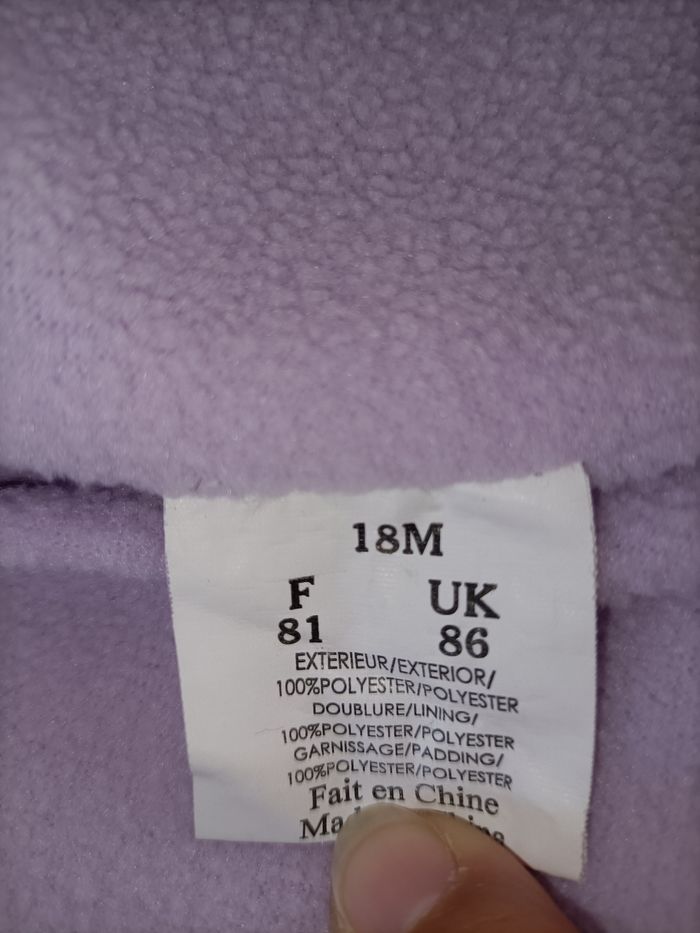 18M
F UK
81 86
EXTERIEUR/EXTERIOR/
100%POLYESTER/POLYESTER
DOUBLURE/LINING/
100%POLYESTER/POLYESTER
GARNISSAGE/PADDING/
100%POLYESTER/POLYESTER
Fait en Chine